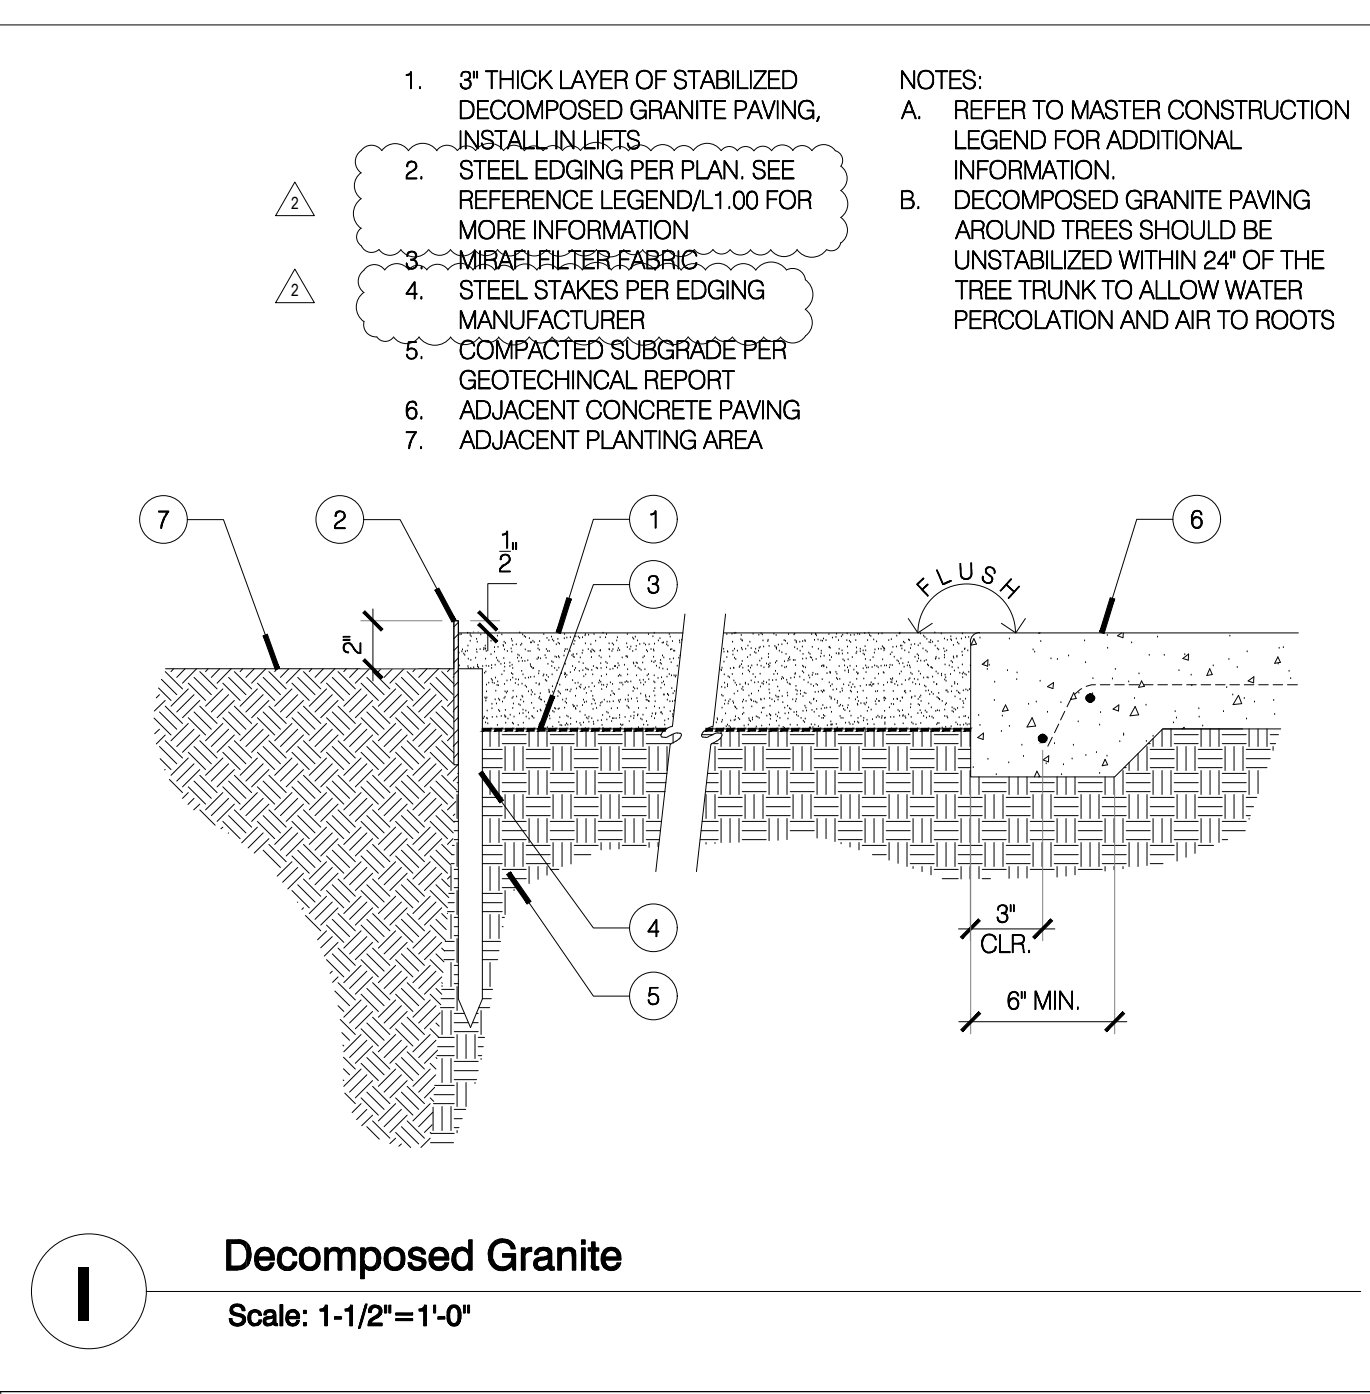 1. 3" THICK LAYER OF STABILIZED
DECOMPOSED GRANITE PAVING,
INSTALL IN LIFTS
2. STEEL EDGING PER PLAN. SEE
REFERENCE LEGEND/L1.00 FOR
MORE INFORMATION
3. MIRAFI FILTER FABRIC
4. STEEL STAKES PER EDGING
MANUFACTURER
5. COMPACTED SUBGRADE PER
GEOTECHINCAL REPORT
6. ADJACENT CONCRETE PAVING
7. ADJACENT PLANTING AREA
2
2
NOTES:
A. REFER TO MASTER CONSTRUCTION
LEGEND FOR ADDITIONAL
INFORMATION.
B. DECOMPOSED GRANITE PAVING
AROUND TREES SHOULD BE
UNSTABILIZED WITHIN 24" OF THE
TREE TRUNK TO ALLOW WATER
PERCOLATION AND AIR TO ROOTS
7
2
1
6
1/2"
3
FLUSH
2"
4
5
3"
CLR.
6" MIN.
I
Decomposed Granite
Scale: 1-1/2"=1'-0"